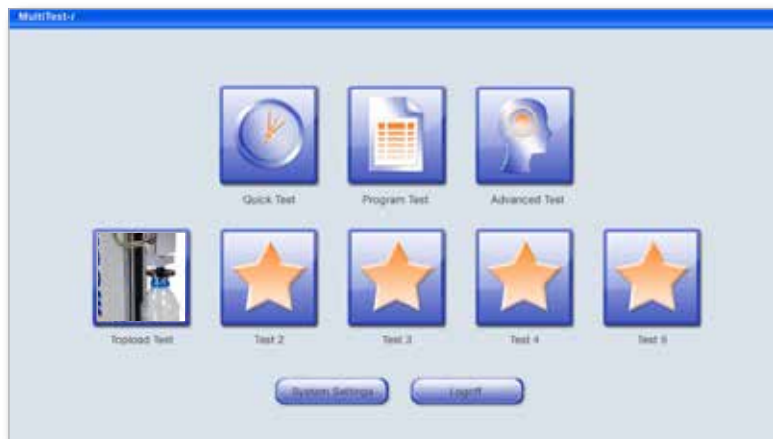 MultiTest-i
Quick Test
Program Test
Advanced Test
Topload Test
Test 2
Test 3
Test 4
Test 5
System Settings
Logoff